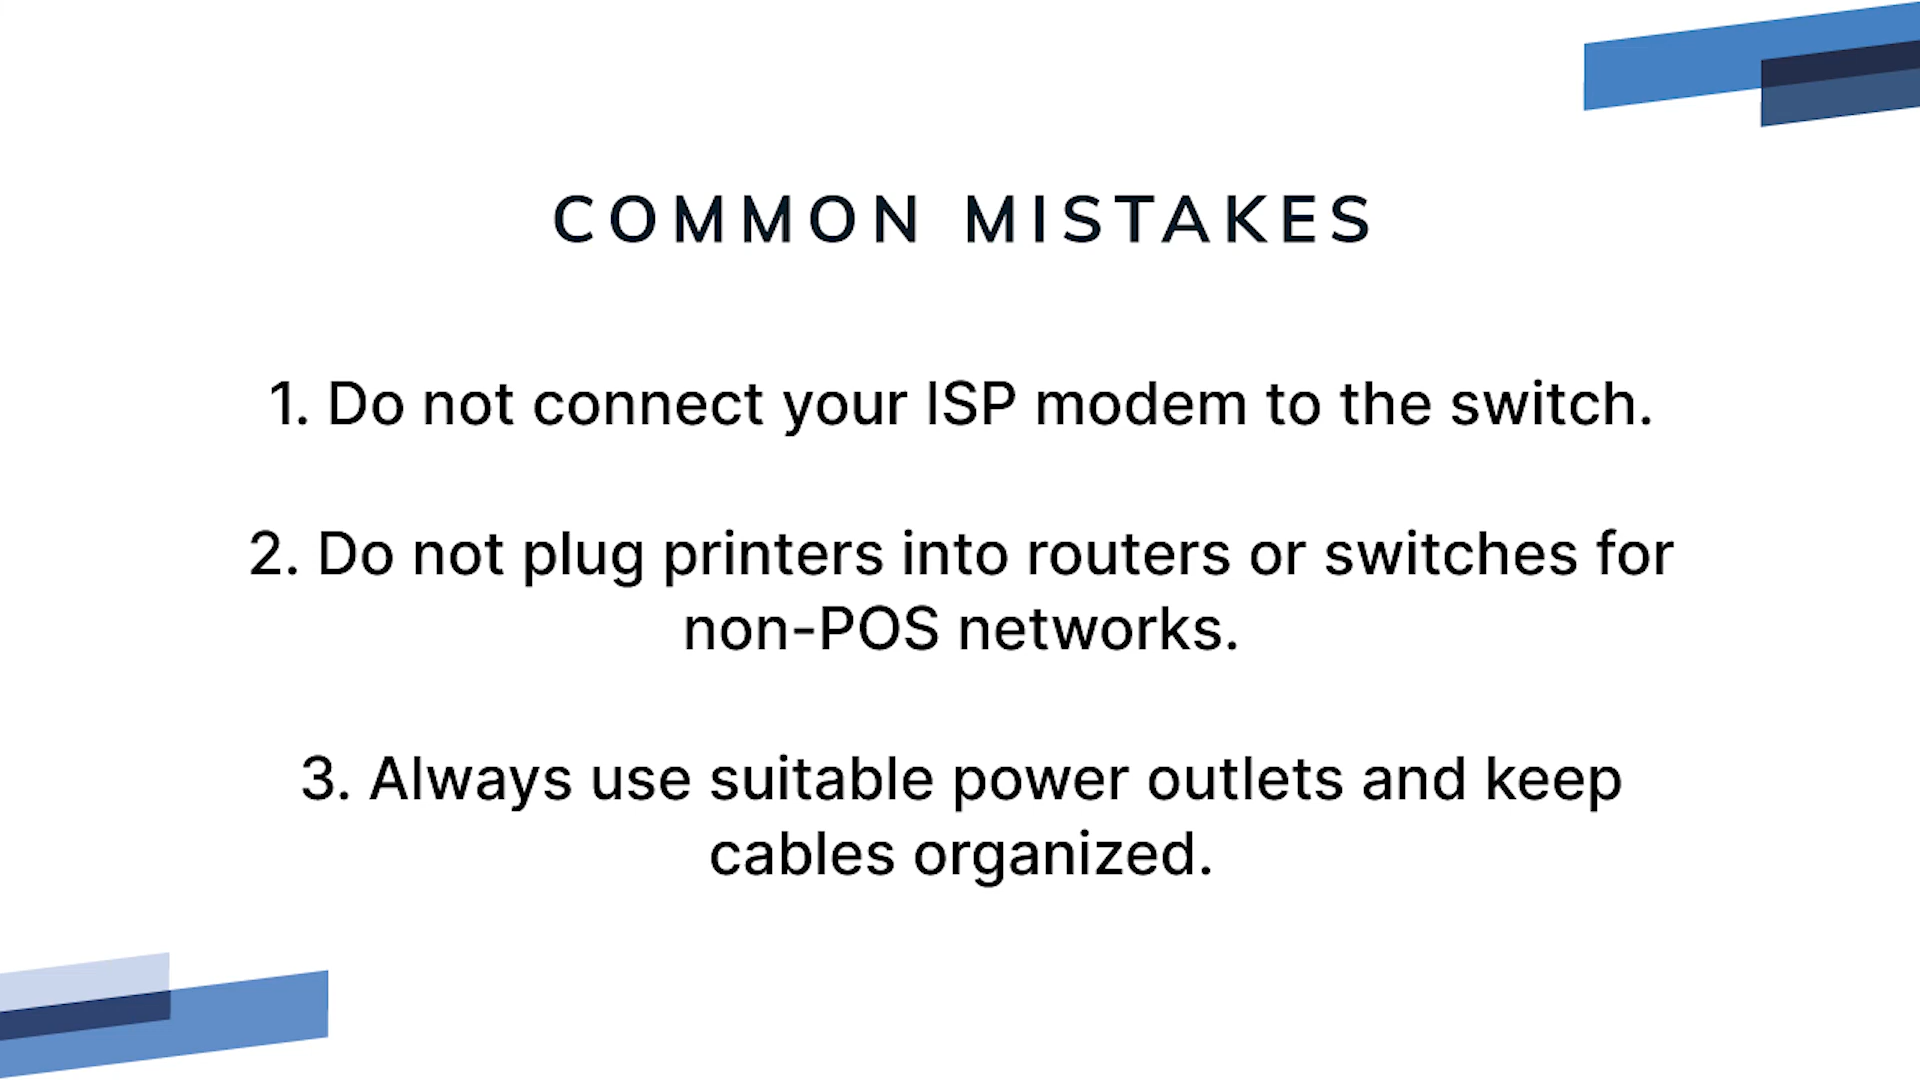 COMMON MISTAKES
1. Do not connect your ISP modem to the switch.
2. Do not plug printers into routers or switches for
non-POS networks.
3. Always use suitable power outlets and keep
cables organized.